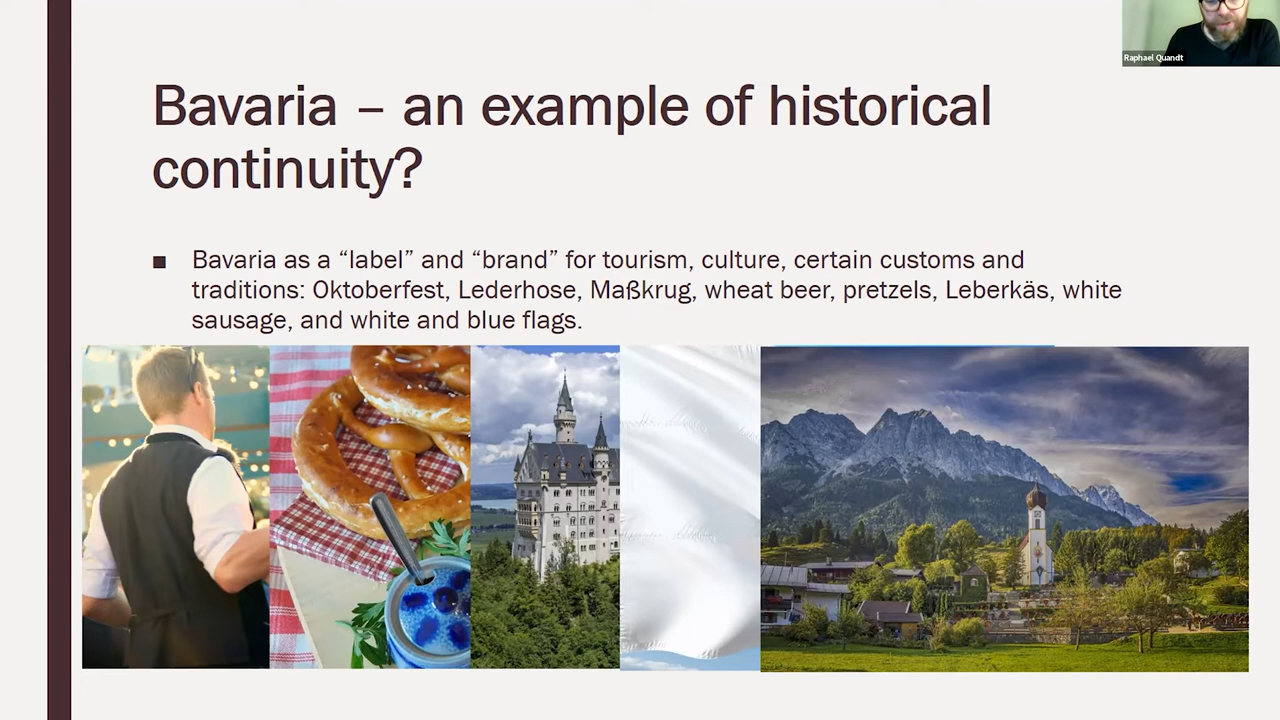 Raphael Quandt
Bavaria – an example of historical
continuity?
■ Bavaria as a “label” and “brand” for tourism, culture, certain customs and
traditions: Oktoberfest, Lederhose, Maßkrug, wheat beer, pretzels, Leberkäs, white
sausage, and white and blue flags.